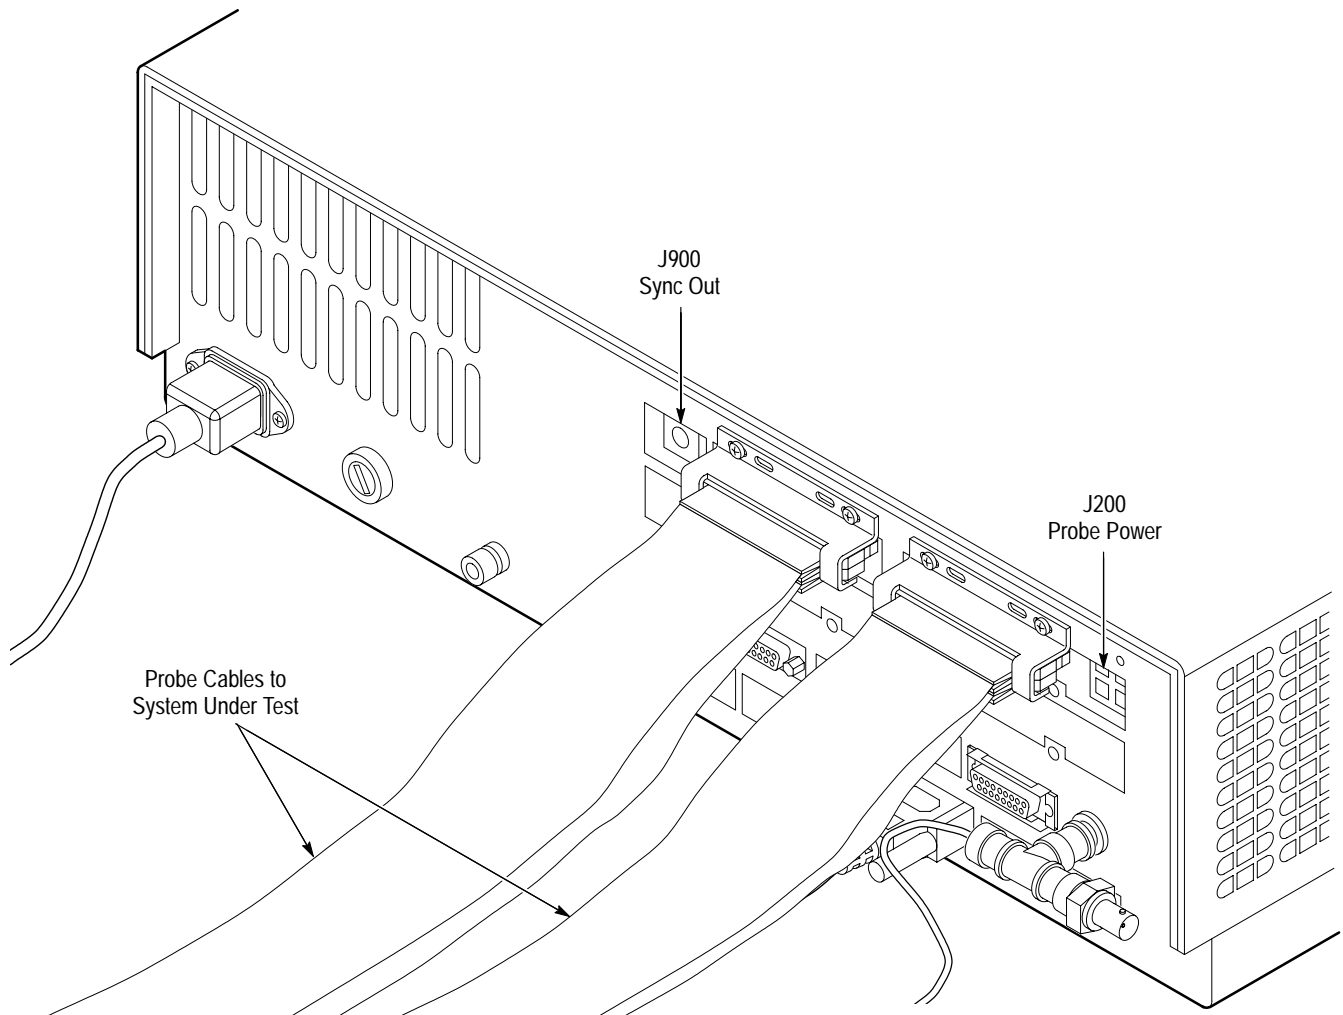 J900
Sync Out
J200
Probe Power
Probe Cables to
System Under Test